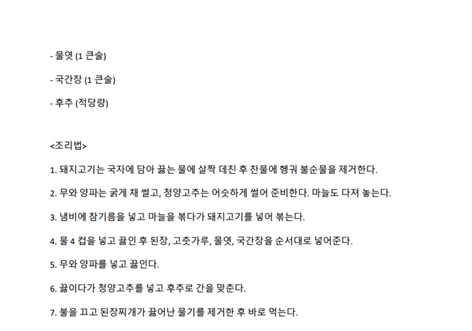 - 물엿 (1 큰술)
- 국간장 (1 큰술)
- 후추 (적당량)
<조리법>
1. 돼지고기는 국자에 담아 끓는 물에 살짝 데친 후 찬물에 헹궈 불순물을 제거한다.
2. 무와 양파는 굵게 채 썰고, 청양고추는 어슷하게 썰어 준비한다. 마늘도 다져 놓는다.
3. 냄비에 참기름을 넣고 마늘을 볶다가 돼지고기를 넣어 볶는다.
4. 물 4 컵을 넣고 끓인 후 된장, 고춧가루, 물엿, 국간장을 순서대로 넣어준다.
5. 무와 양파를 넣고 끓인다.
6. 끓이다가 청양고추를 넣고 후추로 간을 맞춘다.
7. 불을 끄고 된장찌개가 끓어난 물기를 제거한 후 바로 먹는다.